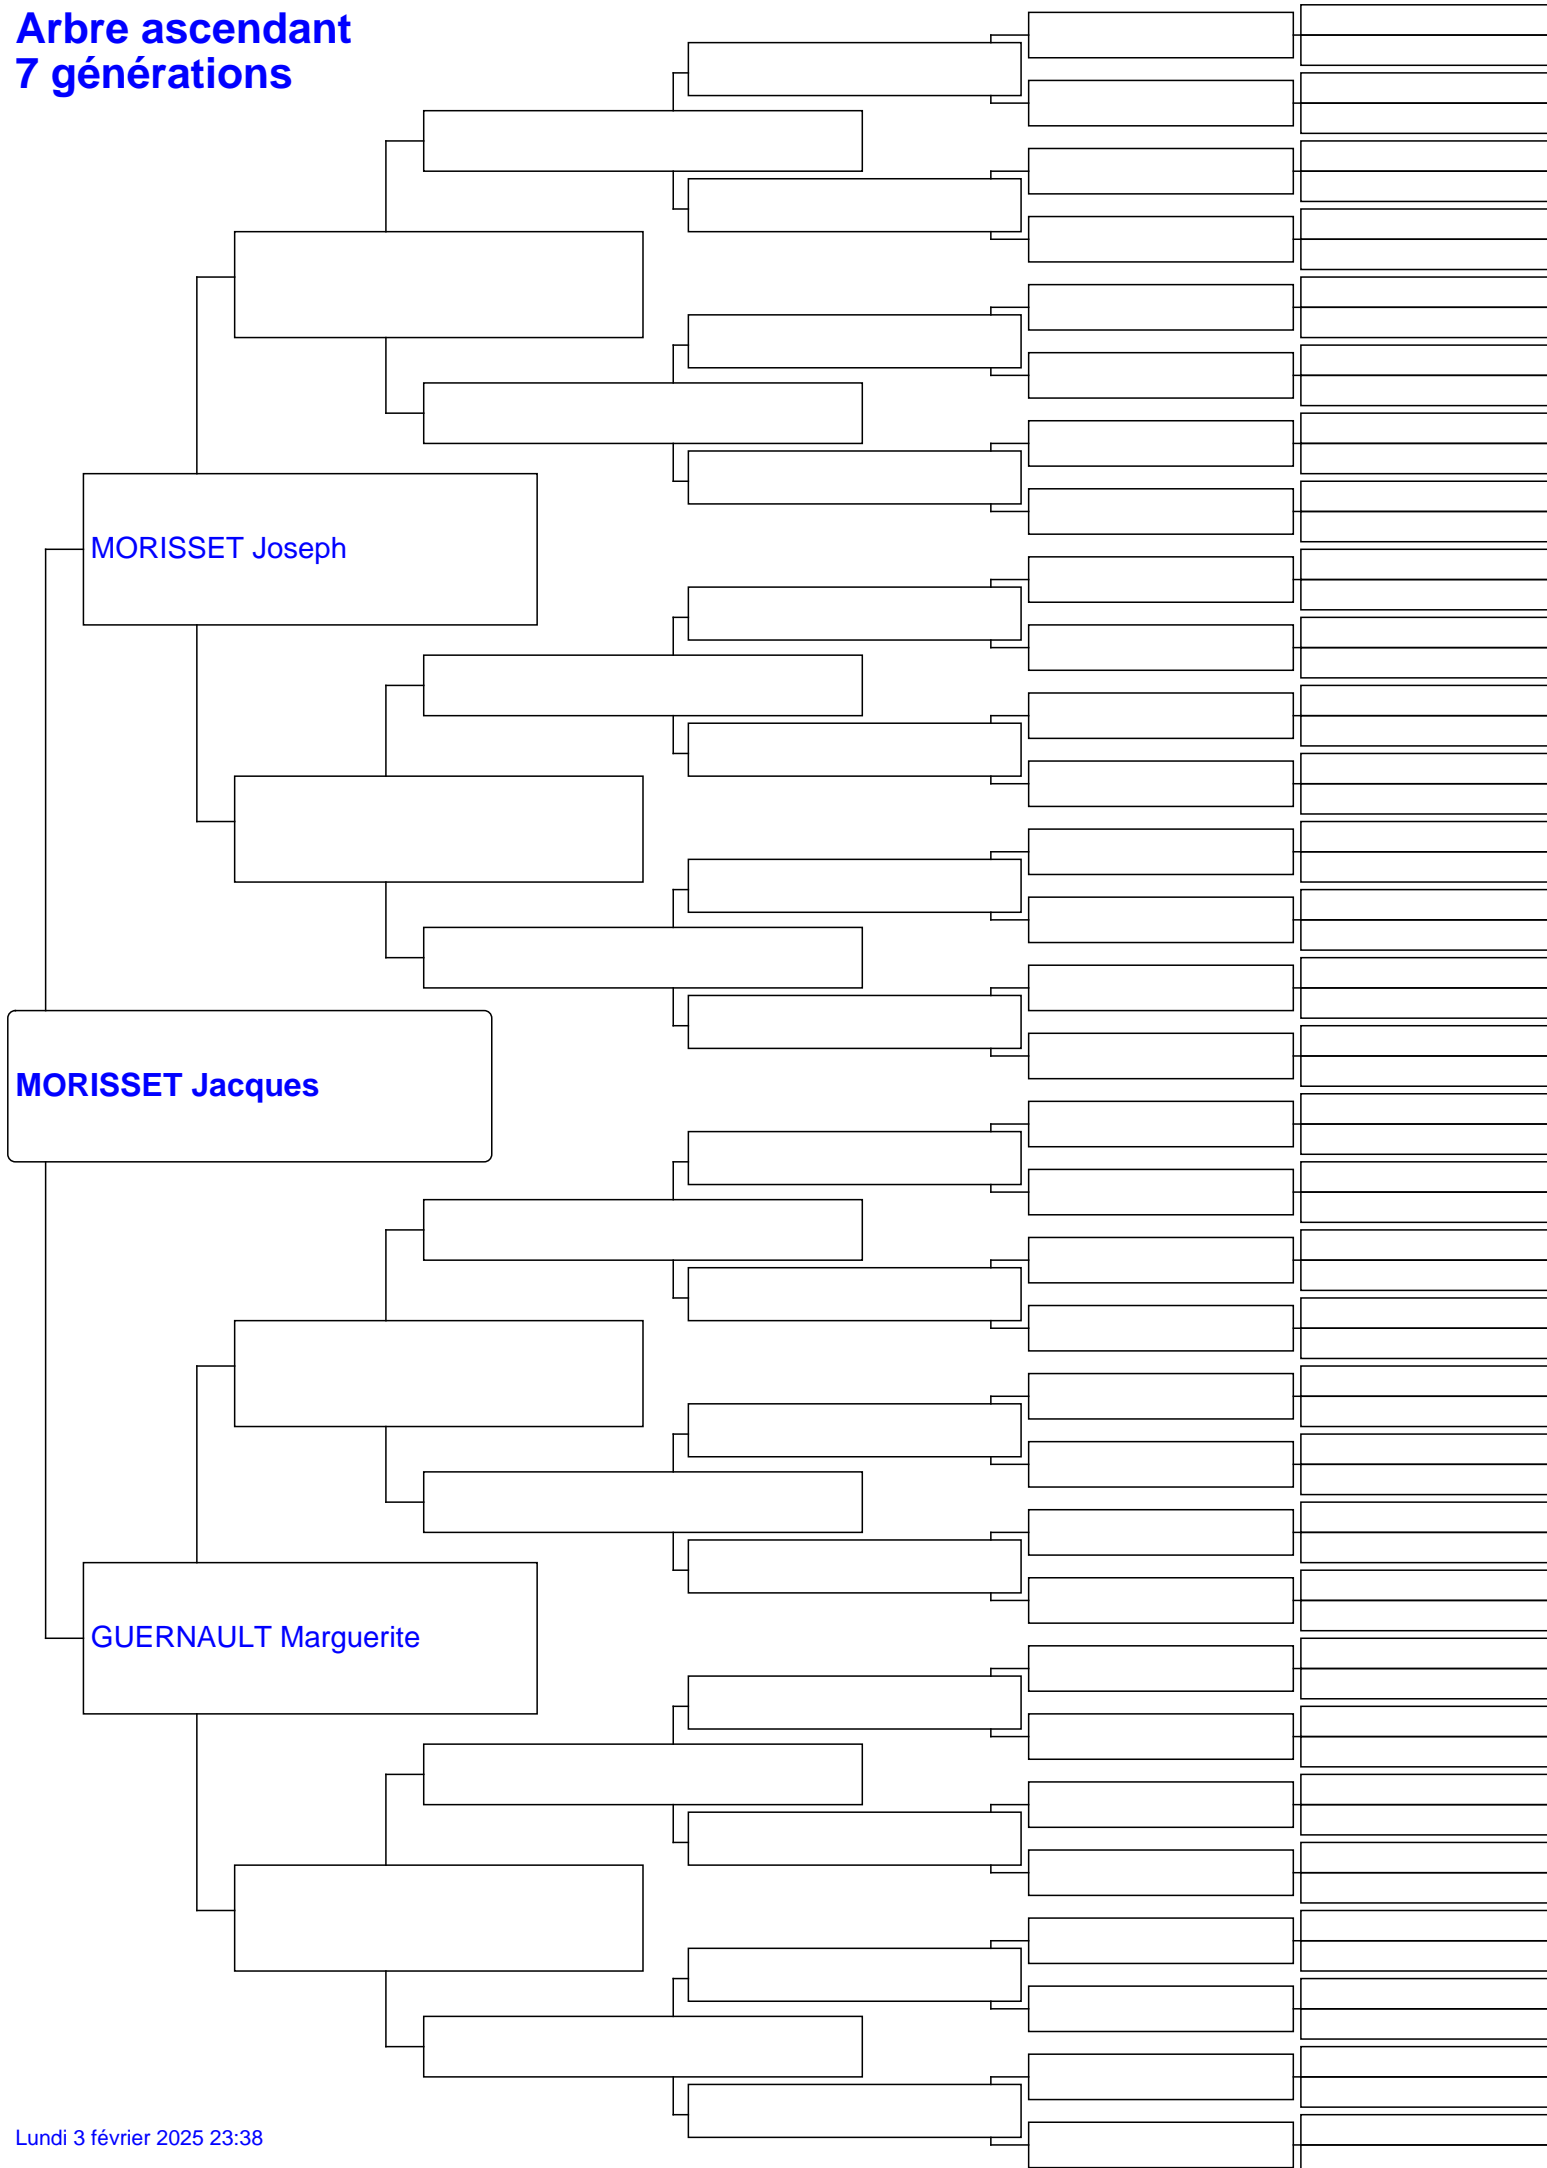 Arbre ascendant
7 générations
MORISSET Joseph
MORISSET Jacques
GUERNAULT Marguerite
Lundi 3 février 2025 23:38